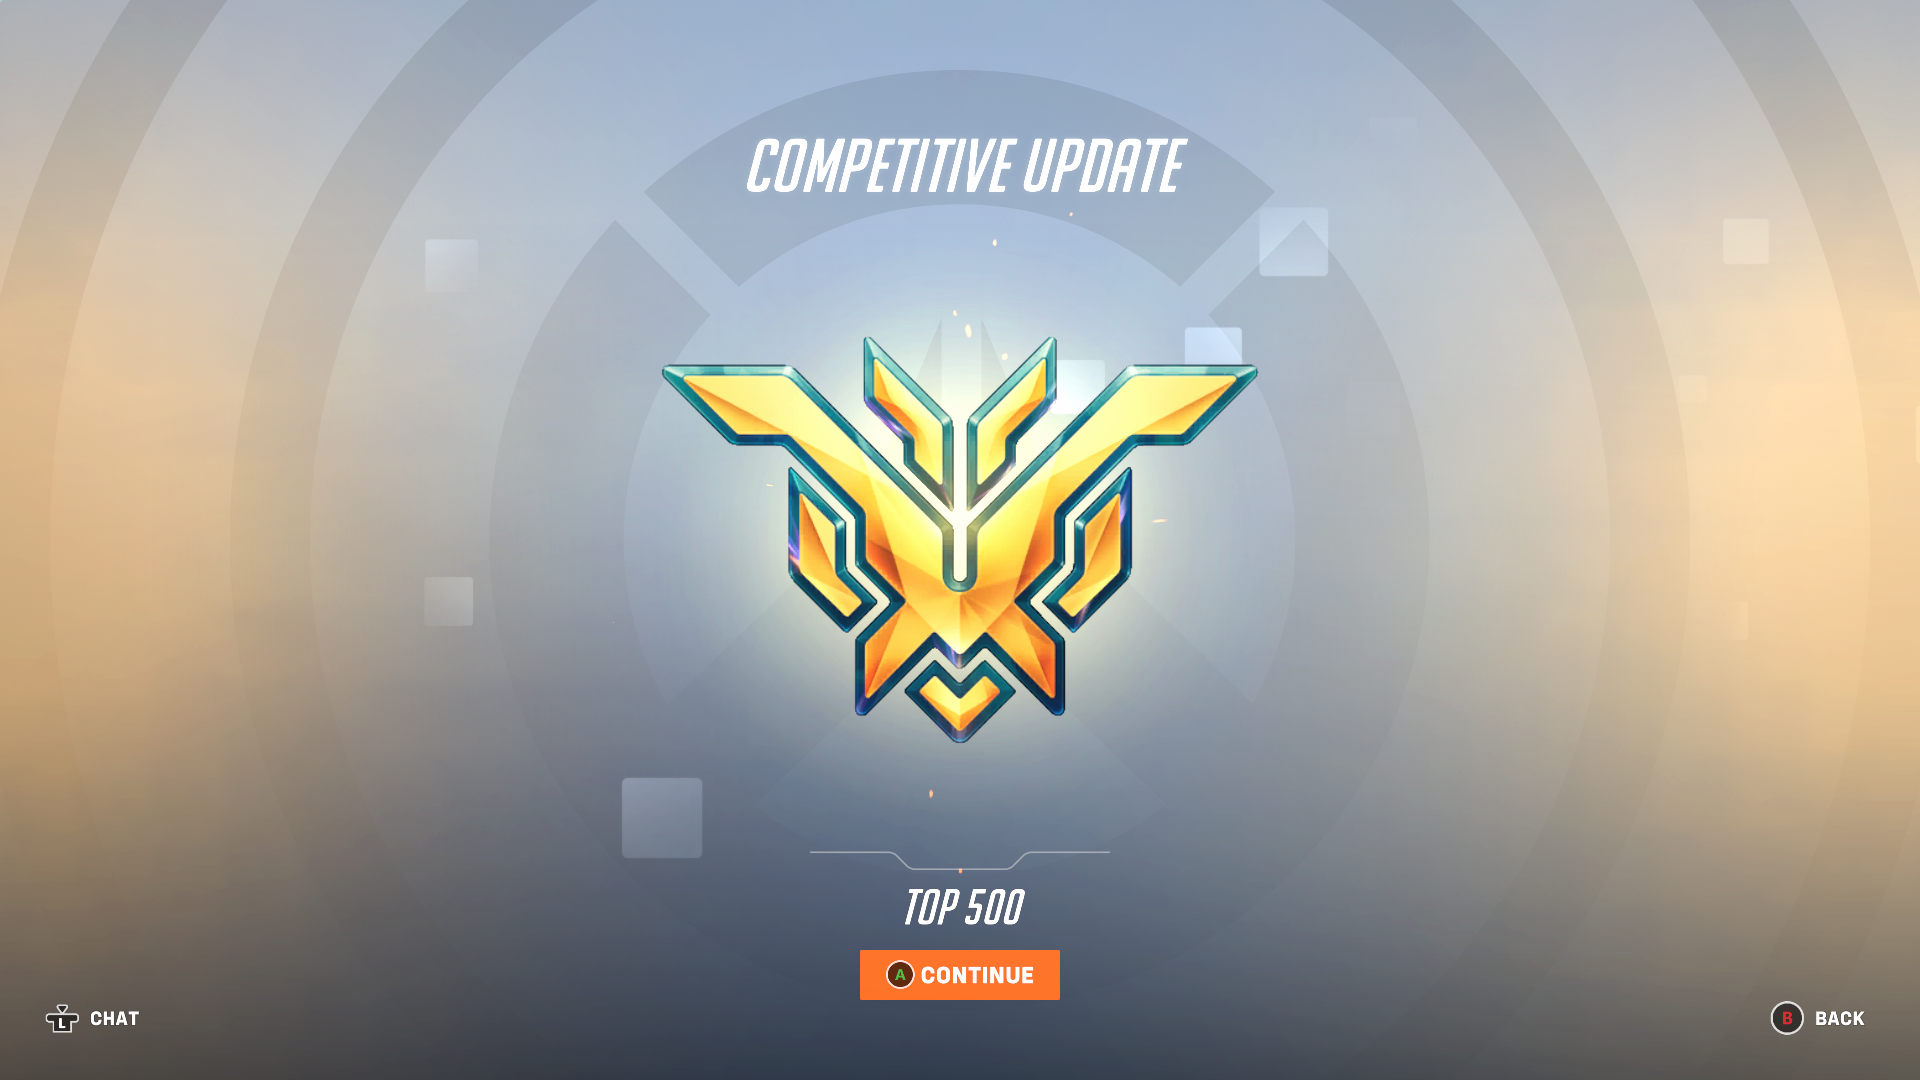 COMPETITIVE UPDATE
TOP 500
A CONTINUE
L CHAT
B BACK